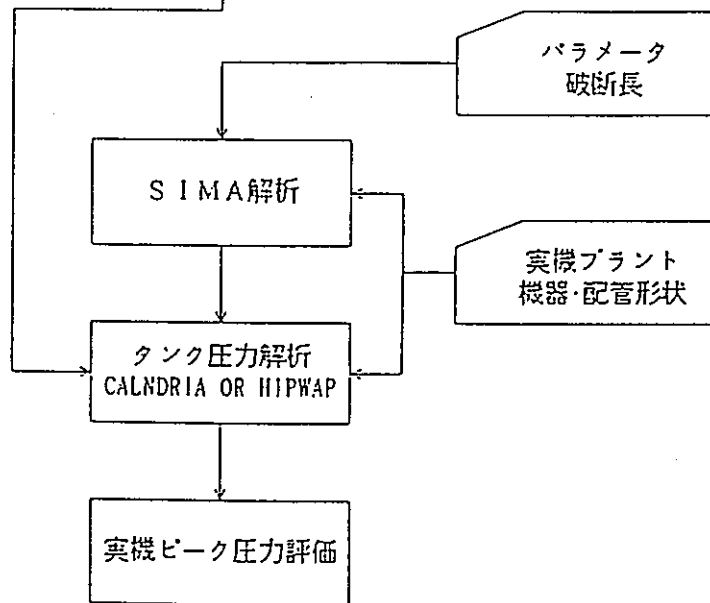 パラメータ
破断長
SIMA解析
実機プラント
機器・配管形状
タンク圧力解析
CALNDRIA OR HIPWAP
実機ピーク圧力評価